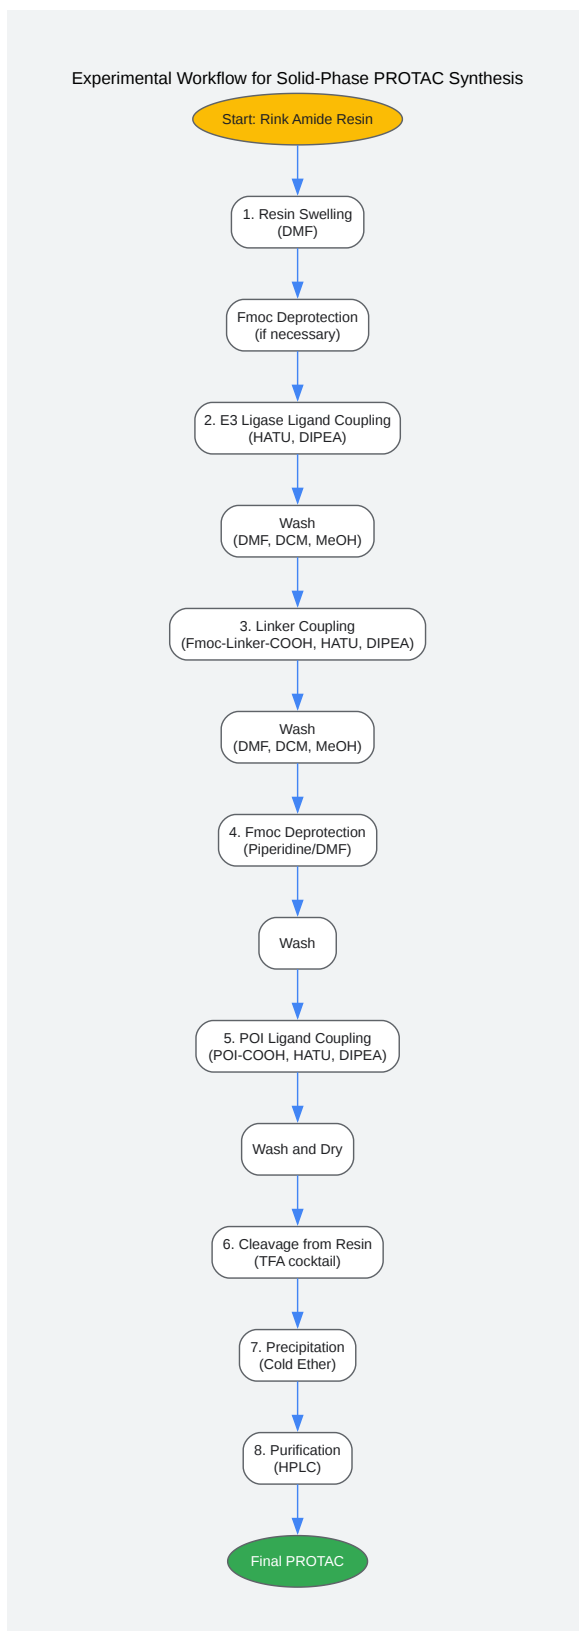 Experimental Workflow for Solid-Phase PROTAC Synthesis
Start: Rink Amide Resin
1. Resin Swelling
(DMF)
Fmoc Deprotection
(if necessary)
2. E3 Ligase Ligand Coupling
(HATU, DIPEA)
Wash
(DMF, DCM, MeOH)
3. Linker Coupling
(Fmoc-Linker-COOH, HATU, DIPEA)
Wash
(DMF, DCM, MeOH)
4. Fmoc Deprotection
(Piperidine/DMF)
Wash
5. POI Ligand Coupling
(POI-COOH, HATU, DIPEA)
Wash and Dry
6. Cleavage from Resin
(TFA cocktail)
7. Precipitation
(Cold Ether)
8. Purification
(HPLC)
Final PROTAC